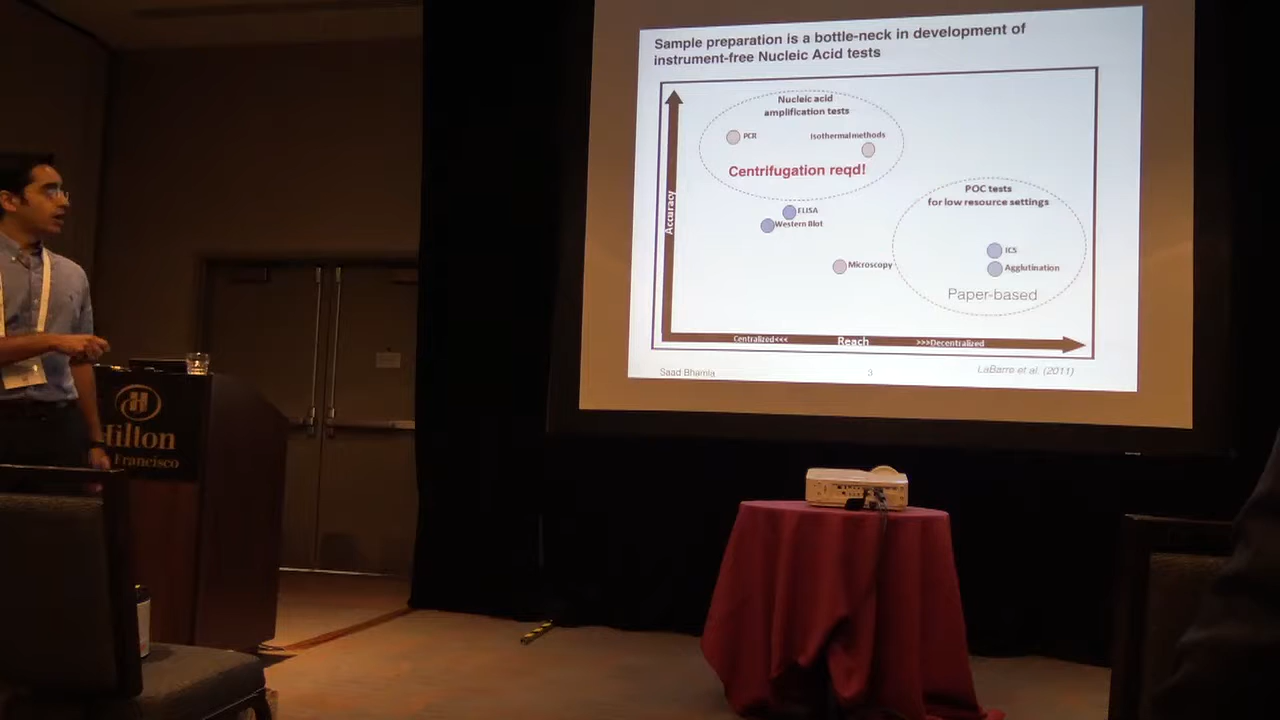 Sample preparation is a bottle-neck in development of
instrument-free Nucleic Acid tests
Nucleic acid
amplification tests
PCR
Isothermal methods
Centrifugation reqd!
POC tests
for low resource settings
ELISA
Western Blot
Accuracy
ICS
Microscopy
Agglutination
Paper-based
Centralized<<<
Reach
>>>Decentralized
Saad Bhamla
3
LaBarre et al. (2011)
Hilton
Francisco